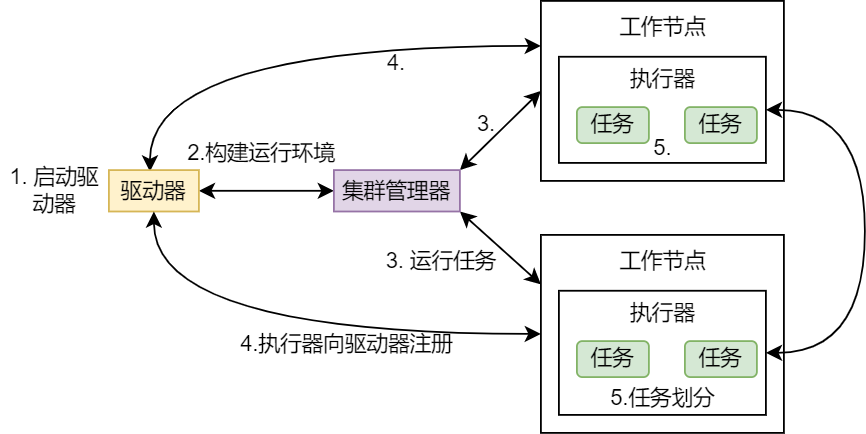 工作节点
执行器
任务
任务
5.
4.
3.
2.构建运行环境
1. 启动驱
动器
驱动器
集群管理器
3. 运行任务
4.执行器向驱动器注册
工作节点
执行器
任务
任务
5.任务划分